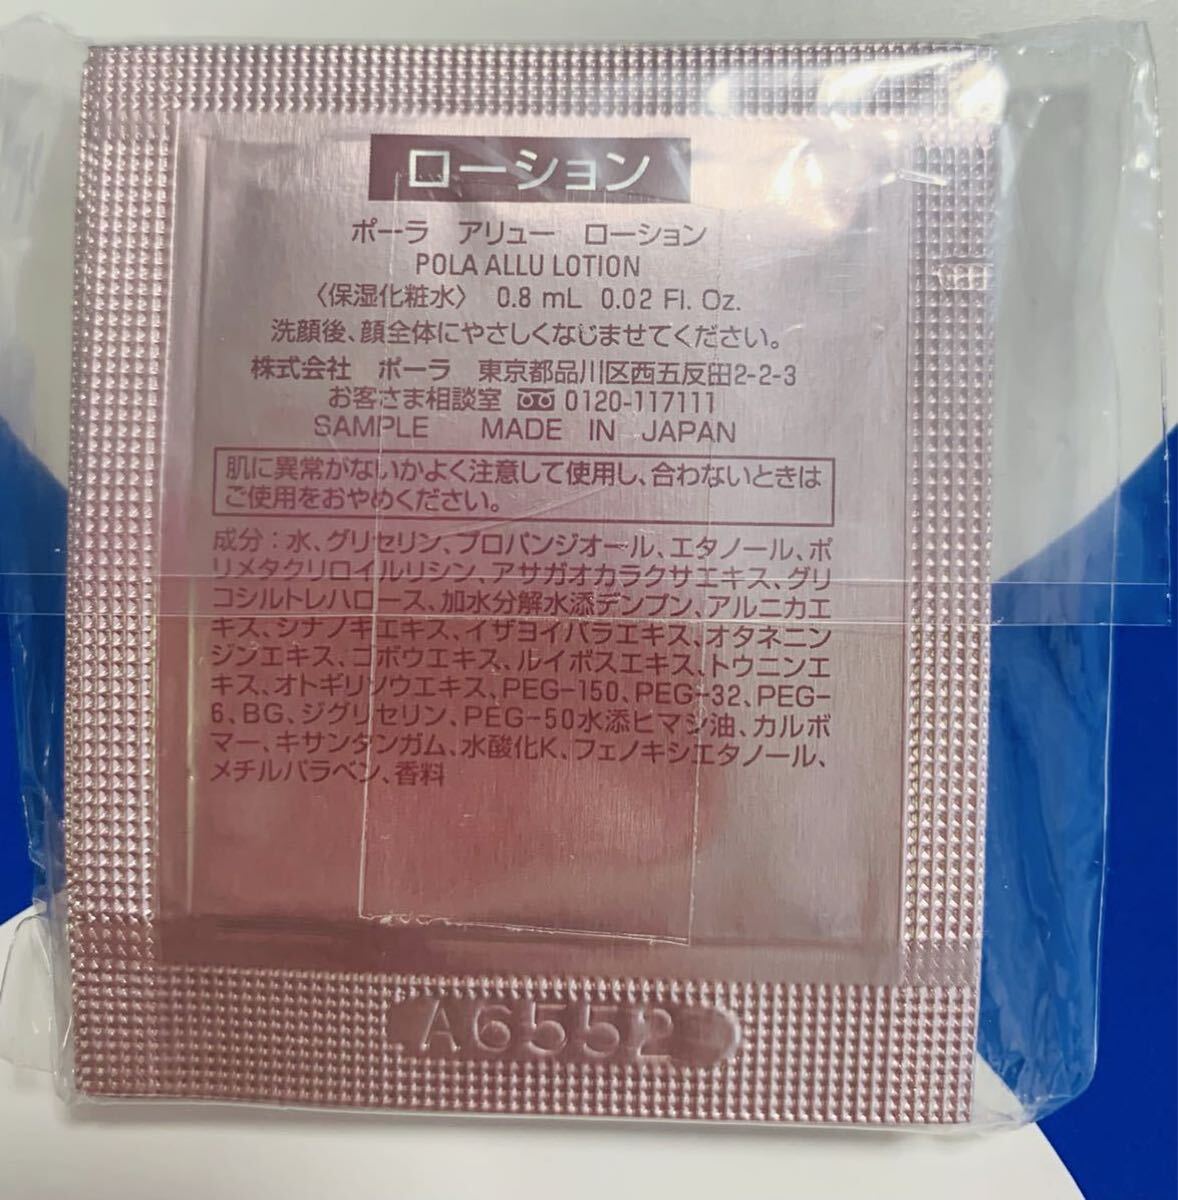 ローション
ポーラ アリュー ローション
POLA ALLU LOTION
〈保湿化粧水〉 0.8 mL 0.02 Fl. Oz.
洗顔後、顔全体にやさしくなじませてください。
株式会社 ポーラ 東京都品川区西五反田2-2-3
お客さま相談室 0120-117111
SAMPLE MADE IN JAPAN
肌に異常がないかよく注意して使用し、合わないときは
ご使用をおやめください。
成分：水、グリセリン、プロパンジオール、エタノール、ポ
リメタクリロイルリシン、アサガオカラクサエキス、グリ
コシルトレハロース、加水分解水添デンプン、アルニカエ
キス、シナノキエキス、イザヨイバラエキス、オタネニン
ジンエキス、ゴボウエキス、ルイボスエキス、トウニンエ
キス、オトギリソウエキス、PEG-150、PEG-32、PEG-
6、BG、ジグリセリン、PEG-50水添ヒマシ油、カルボ
マー、キサンタンガム、水酸化K、フェノキシエタノール、
メチルパラベン、香料
A6552